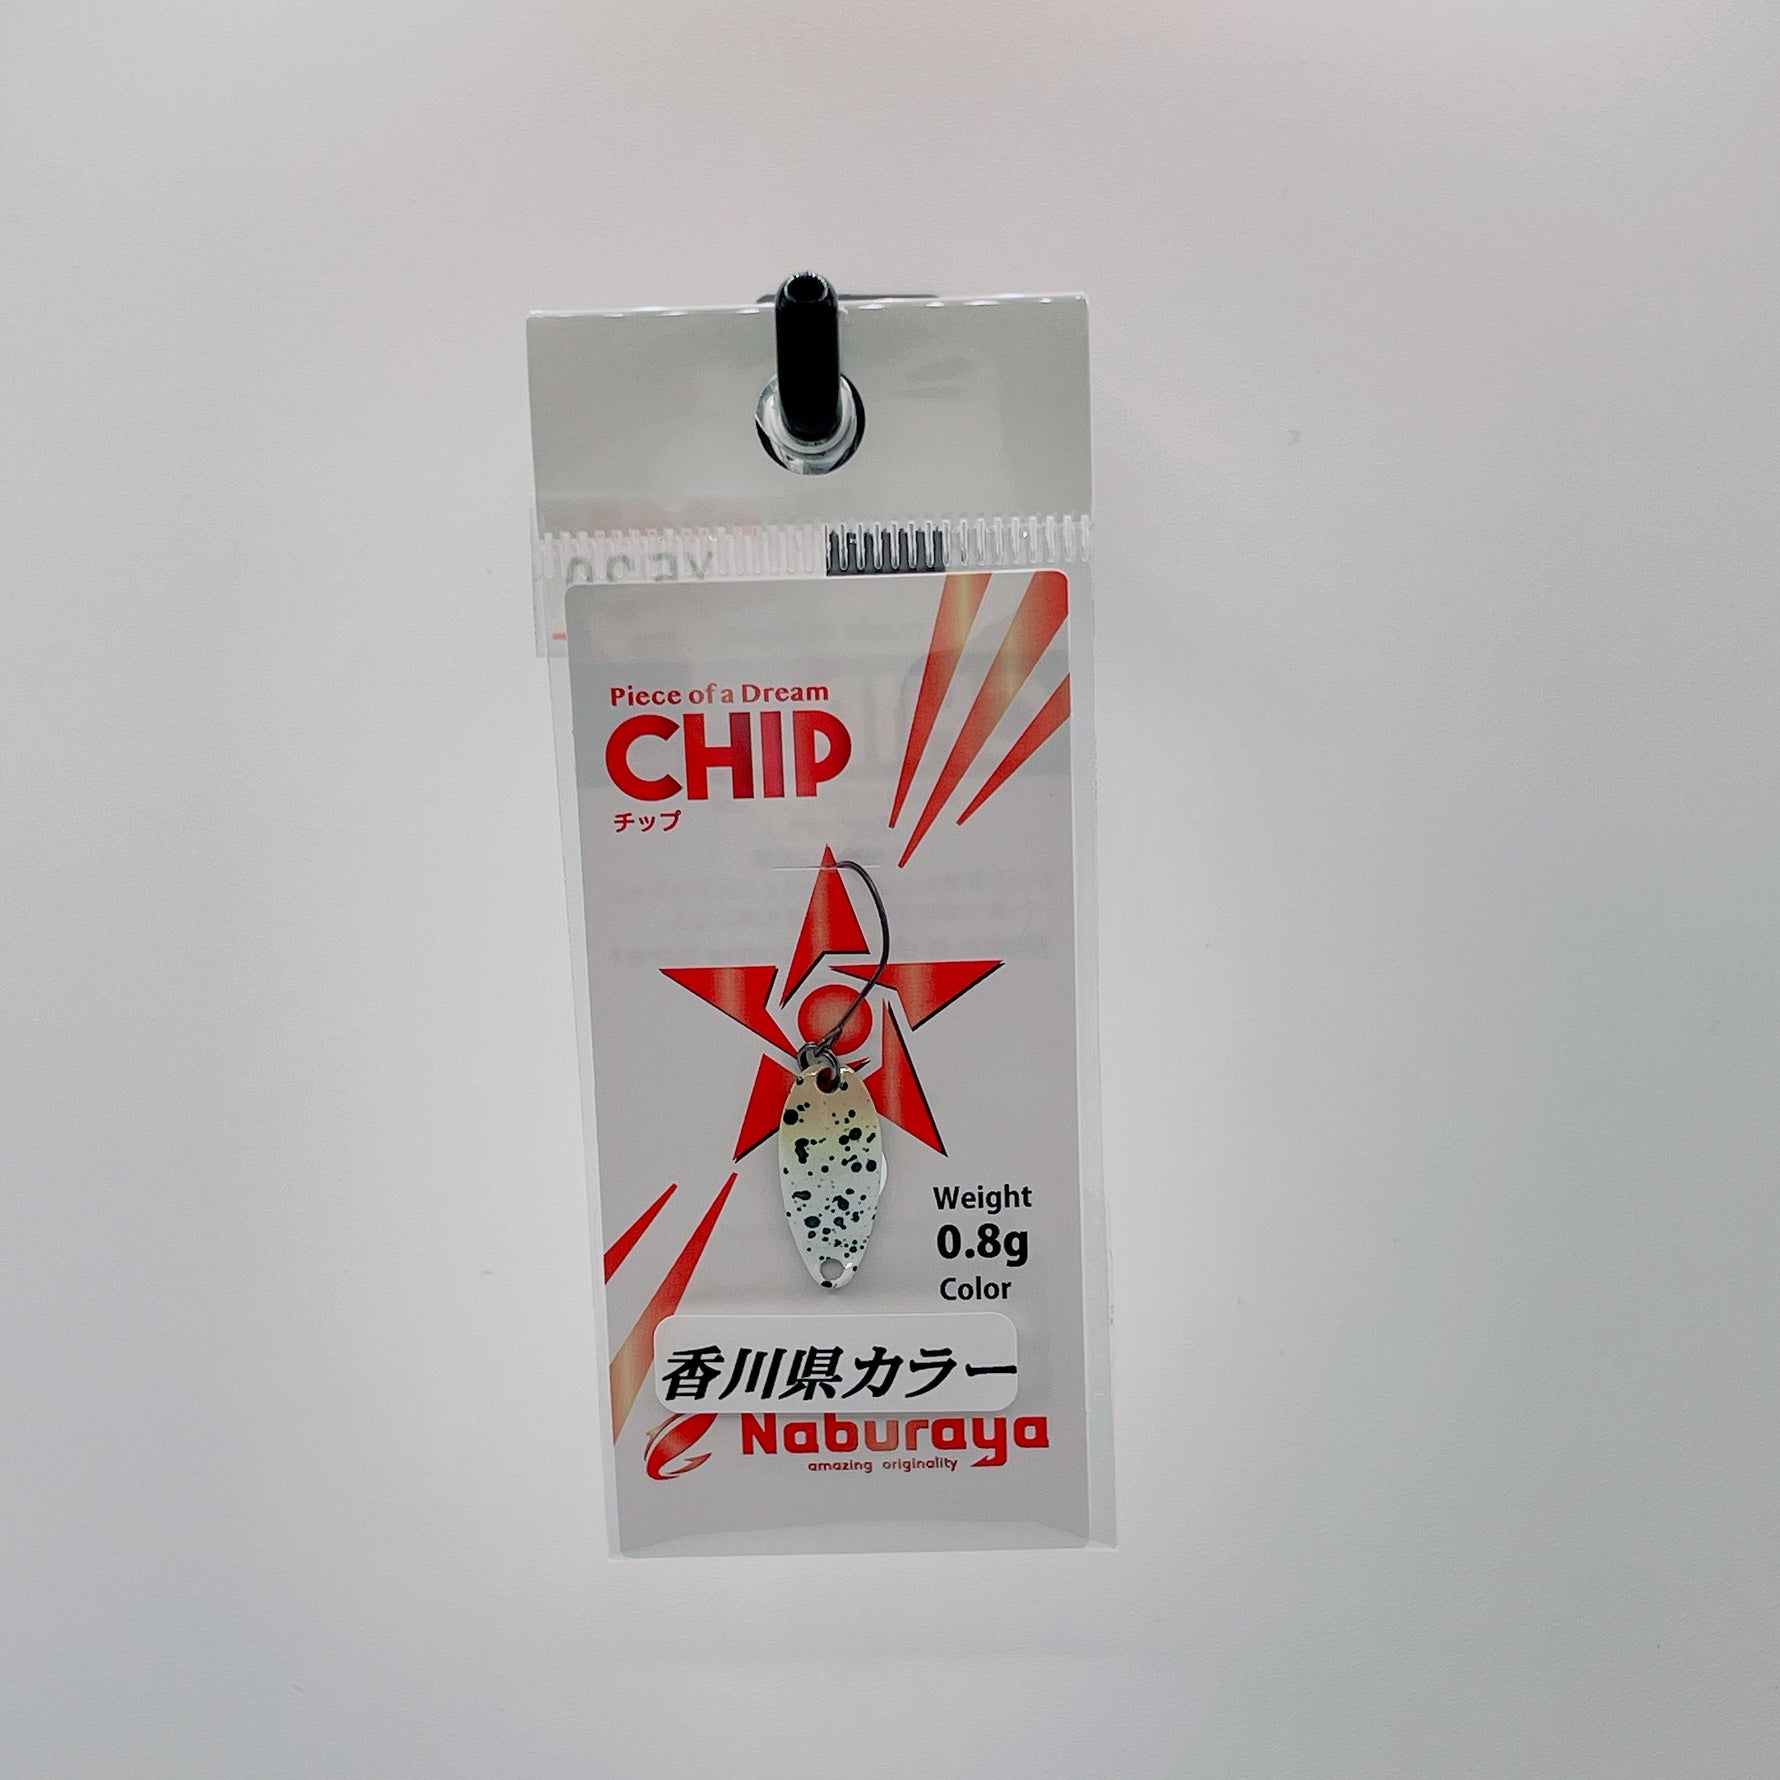 Piece of a Dream
CHIP
チップ
Weight
0.8g
Color
香川県カラー
Naburaya
amazing originality